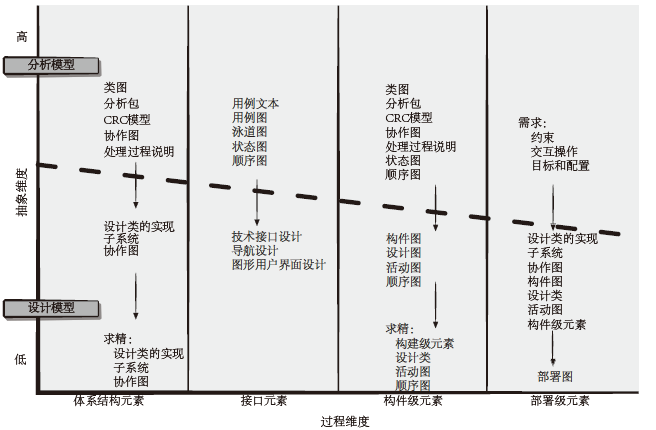 高
分析模型
抽象维度
设计模型
低
类图
分析包
CRC模型
协作图
处理过程说明
设计类的实现
子系统
协作图
求精：
设计类的实现
子系统
协作图
体系结构元素
用例文本
用例图
泳道图
状态图
顺序图
技术接口设计
导航设计
图形用户界面设计
接口元素
类图
分析包
CRC模型
协作图
处理过程说明
状态图
顺序图
构件图
设计图
活动图
顺序图
求精：
构建级元素
设计类
活动图
顺序图
构件级元素
需求：
约束
交互操作
目标和配置
设计类的实现
子系统
协作图
构件图
设计类
活动图
构件级元素
部署图
部署级元素
过程维度